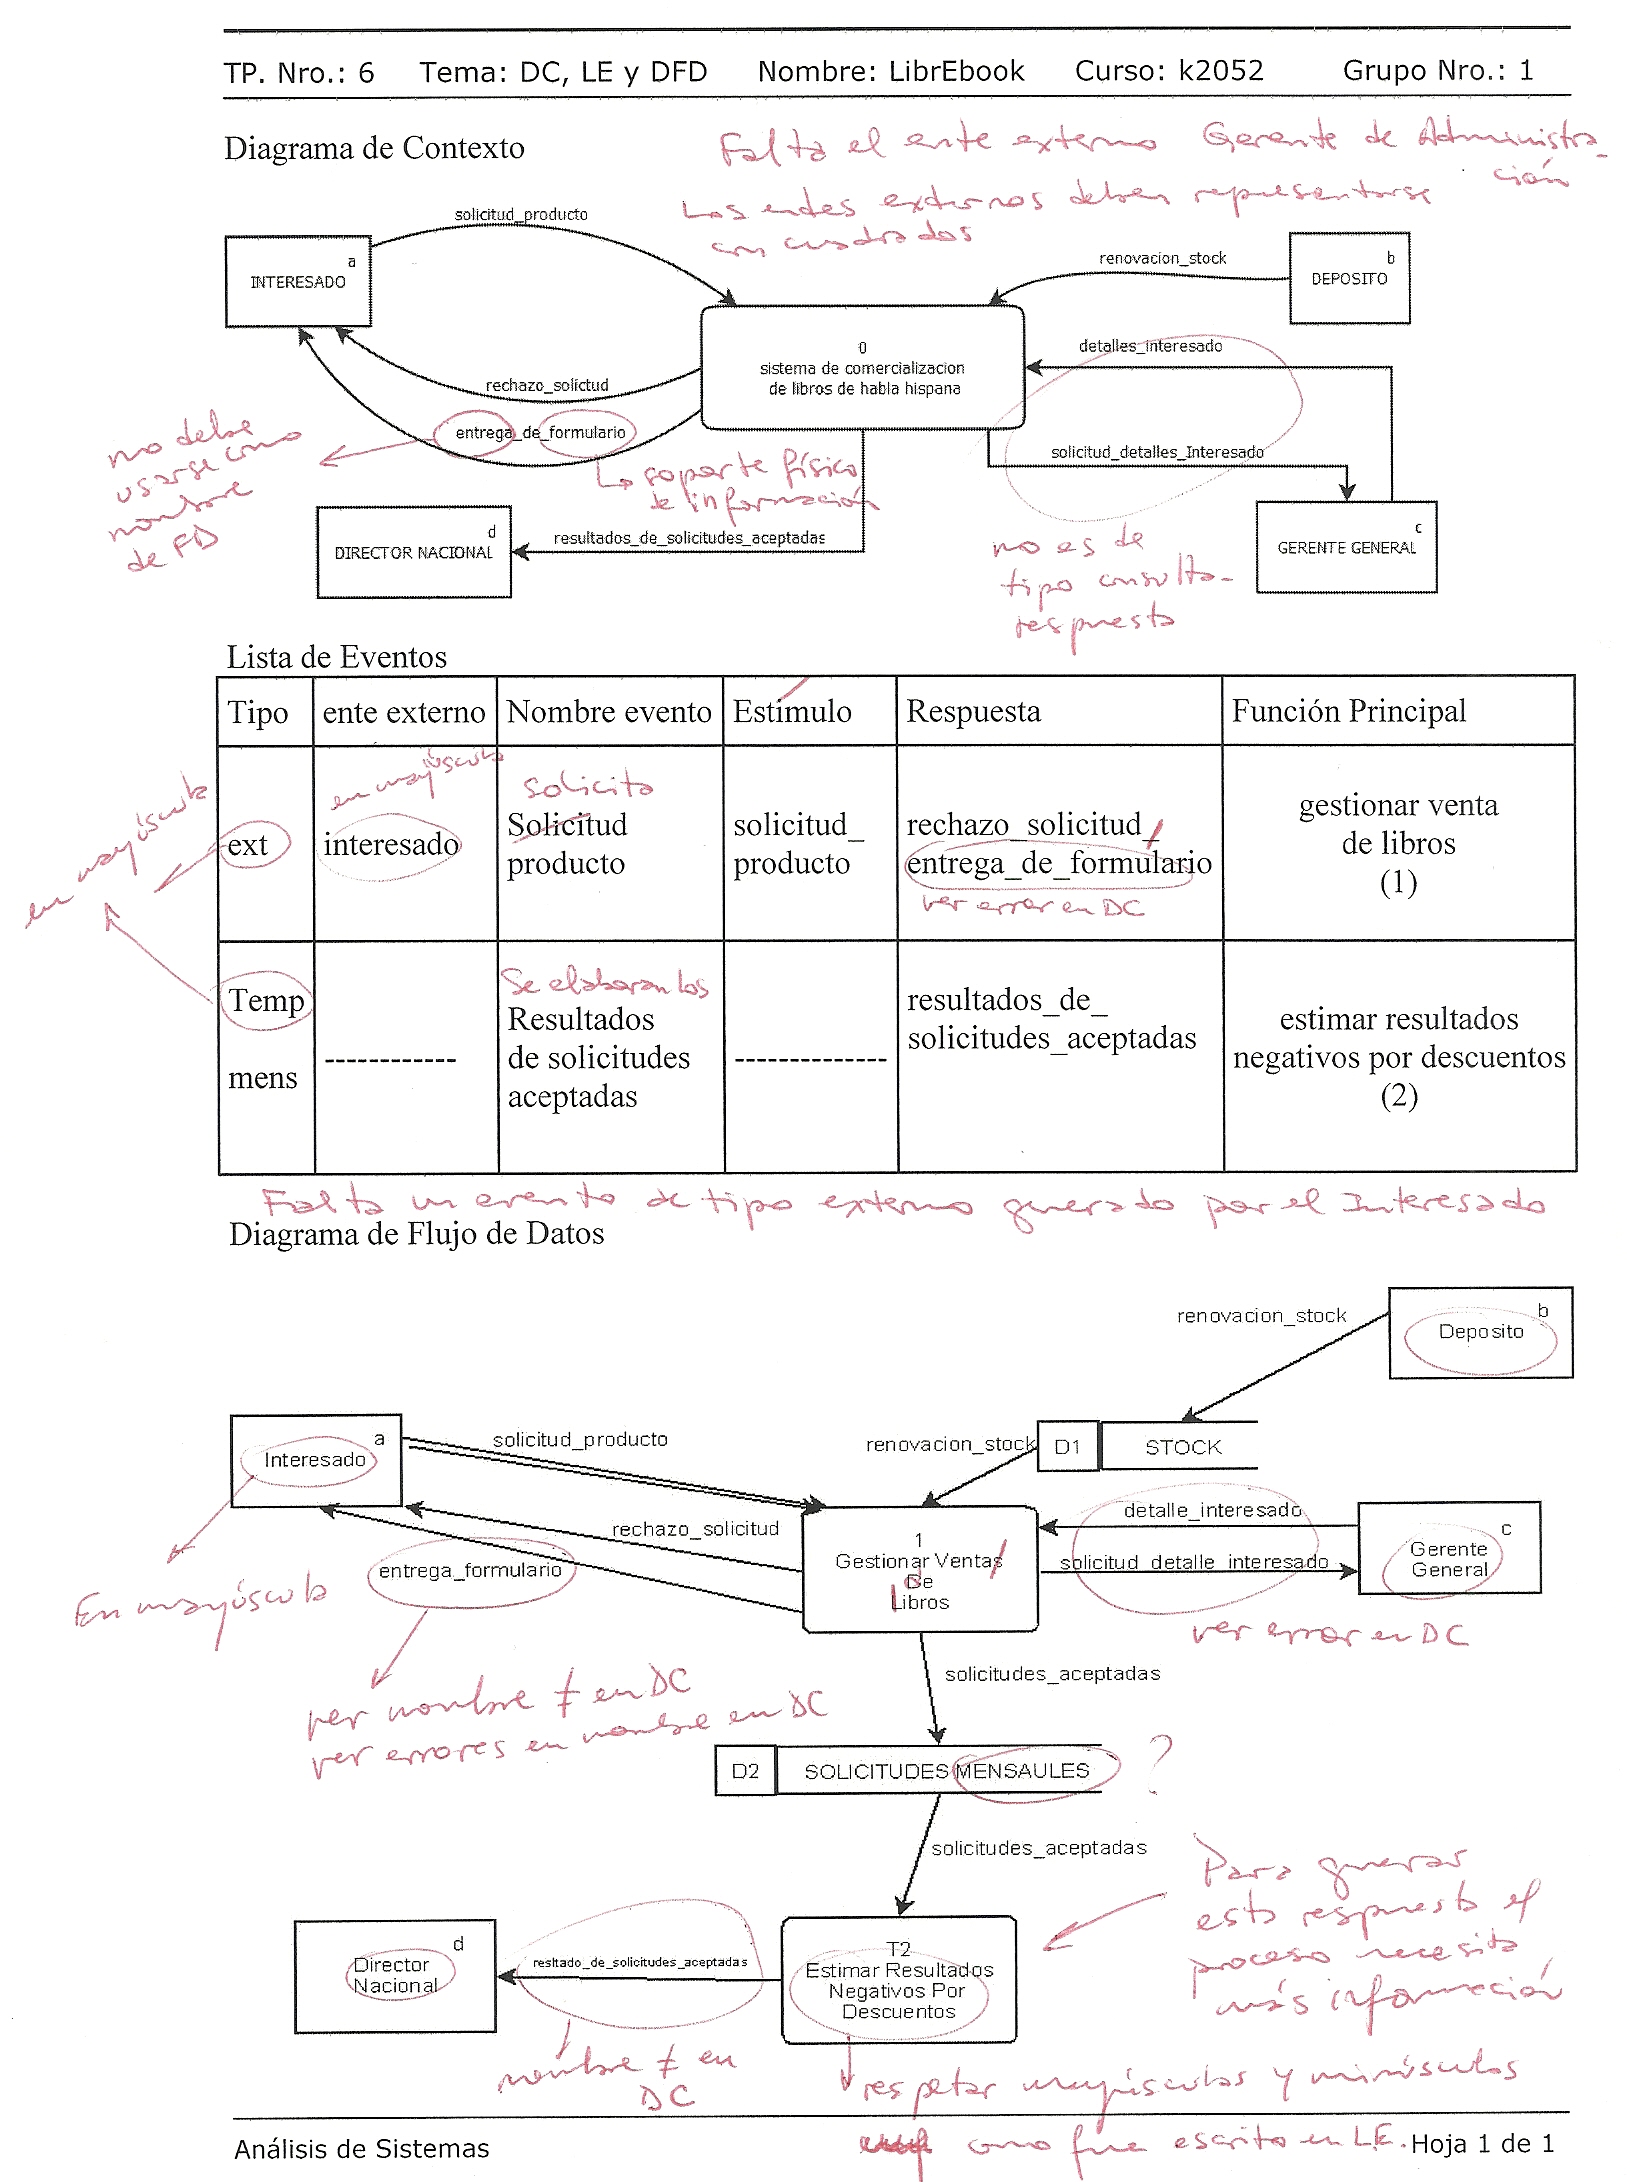 TP. Nro.: 6 Tema: DC, LE y DFD Nombre: LibrEbook Curso: k2052 Grupo Nro.: 1
Diagrama de Contexto
Falta el ente externo Gerente de Administra-
ción
Los entes externos deben representarse
con cuadrados
solicitud_producto
a
INTERESADO
renovacion_stock
b
DEPOSITO
0
sistema de comercializacion
de libros de habla hispana
detalles_interesado
rechazo_solictud
entrega_de_formulario
no debe
usarse como
nombre
de FD
soporte físico
de información
solicitud_detalles_Interesado
d
DIRECTOR NACIONAL
resultados_de_solicitudes_aceptadas
c
GERENTE GENERAL
no es de
tipo consulta-
respuesta
Lista de Eventos
Tipo ente externo Nombre evento Estímulo Respuesta Función Principal
en mayúscula
en mayúscula
solicita
ext interesado Solicitud producto solicitud_ producto rechazo_solicitud_ entrega_de_formulario gestionar venta de libros (1)
ver error en DC
Se elaboran los
Temp mens ------------ Resultados de solicitudes aceptadas -------------- resultados_de_ solicitudes_aceptadas estimar resultados negativos por descuentos (2)
Falta un evento de tipo externo generado por el Interesado
Diagrama de Flujo de Datos
renovacion_stock
b
Deposito
a
Interesado
solicitud_producto
renovacion_stock
D1 STOCK
rechazo_solicitud
entrega_formulario
En mayúscula
1
Gestionar Ventas
De
Libros
l
detalle_interesado
solicitud_detalle_interesado
c
Gerente
General
ver error en DC
ver nombre ≠ en DC
ver errores en nombre en DC
solicitudes_aceptadas
D2 SOLICITUDES MENSAULES
?
solicitudes_aceptadas
Para generar
esta respuesta el
proceso necesita
más información
d
Director
Nacional
resltado_de_solicitudes_aceptadas
T2
Estimar Resultados
Negativos Por
Descuentos
nombre ≠ en
DC
respetar mayúsculas y minúsculas
como fue escrito en LE.
Análisis de Sistemas Hoja 1 de 1